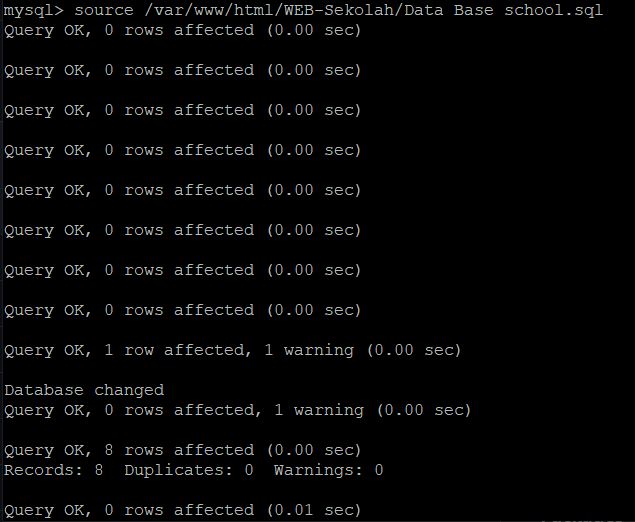 mysql> source /var/www/html/WEB-Sekolah/Data Base school.sql
Query OK, 0 rows affected (0.00 sec)
Query OK, 0 rows affected (0.00 sec)
Query OK, 0 rows affected (0.00 sec)
Query OK, 0 rows affected (0.00 sec)
Query OK, 0 rows affected (0.00 sec)
Query OK, 0 rows affected (0.00 sec)
Query OK, 0 rows affected (0.00 sec)
Query OK, 0 rows affected (0.00 sec)
Query OK, 1 row affected, 1 warning (0.00 sec)
Database changed
Query OK, 0 rows affected, 1 warning (0.00 sec)
Query OK, 8 rows affected (0.00 sec)
Records: 8  Duplicates: 0  Warnings: 0
Query OK, 0 rows affected (0.01 sec)